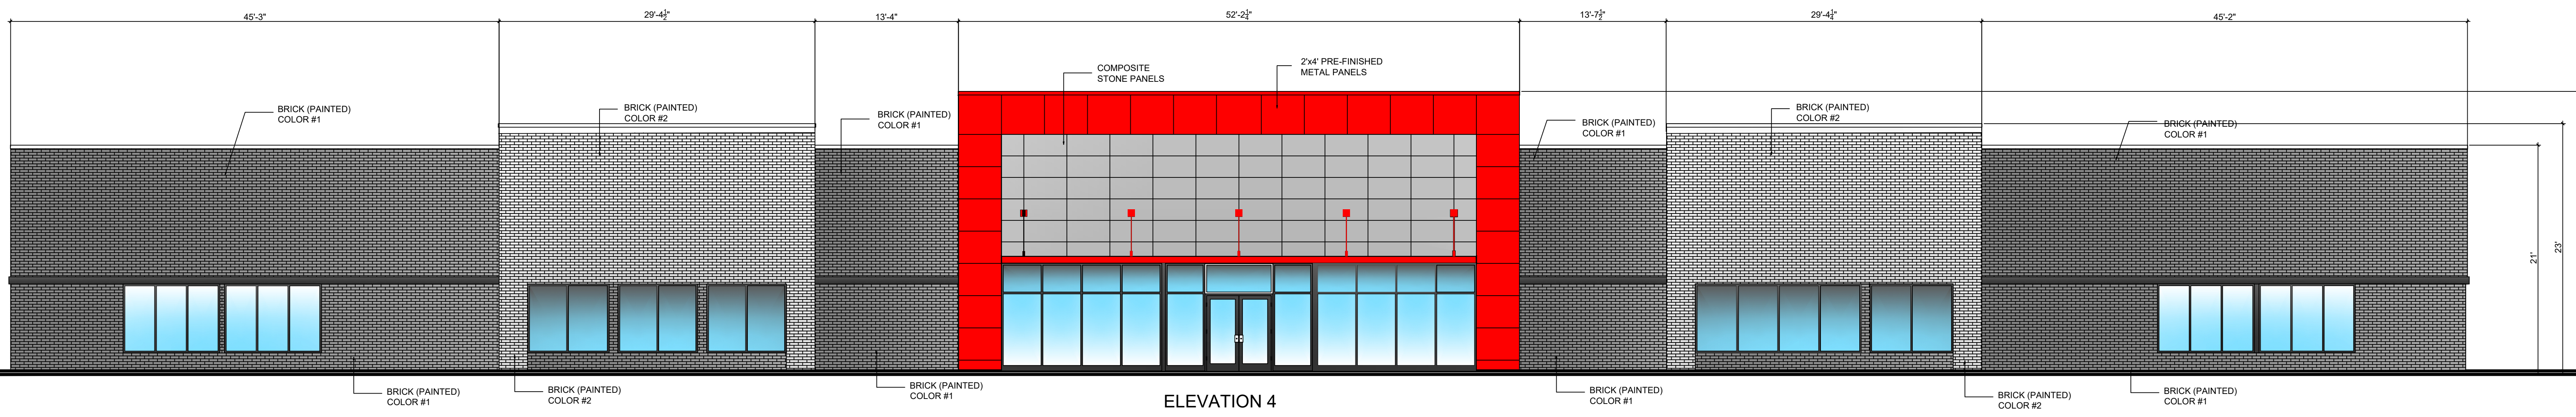 45'-3"
29'-4½"
13'-4"
52'-2¼"
13'-7½"
29'-4¼"
45'-2"
COMPOSITE
STONE PANELS
2'x4' PRE-FINISHED
METAL PANELS
BRICK (PAINTED)
COLOR #1
BRICK (PAINTED)
COLOR #2
BRICK (PAINTED)
COLOR #1
BRICK (PAINTED)
COLOR #1
BRICK (PAINTED)
COLOR #2
BRICK (PAINTED)
COLOR #1
21'
23'
BRICK (PAINTED)
COLOR #1
BRICK (PAINTED)
COLOR #2
BRICK (PAINTED)
COLOR #1
ELEVATION 4
BRICK (PAINTED)
COLOR #1
BRICK (PAINTED)
COLOR #2
BRICK (PAINTED)
COLOR #1